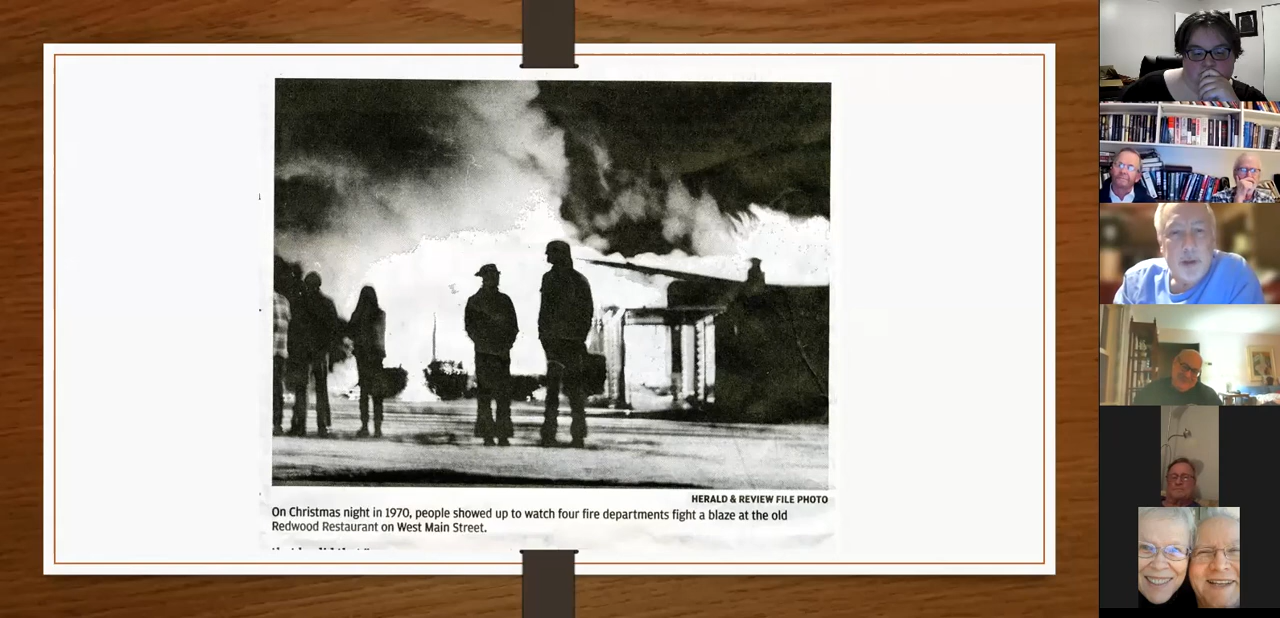 HERALD & REVIEW FILE PHOTO
On Christmas night in 1970, people showed up to watch four fire departments fight a blaze at the old
Redwood Restaurant on West Main Street.